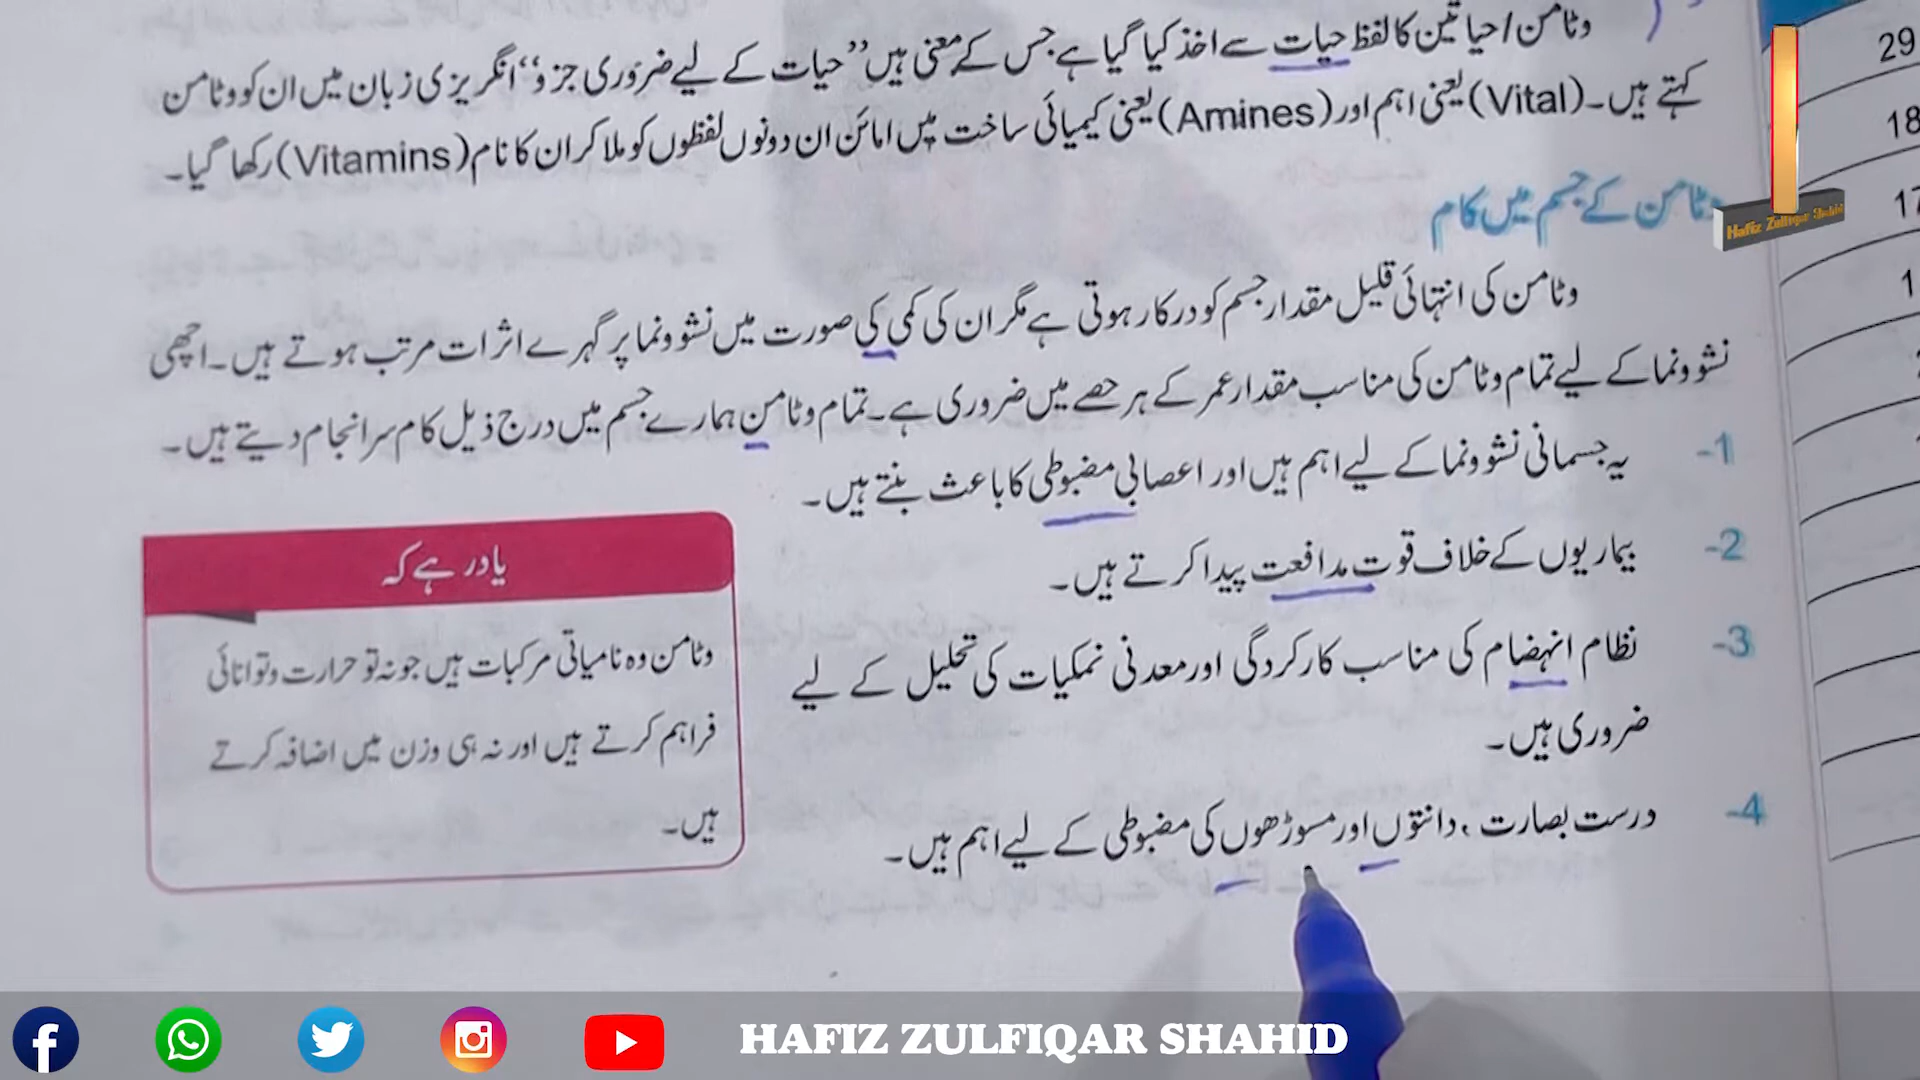 وٹامن/حیاتین کا لفظ حیات سے اخذ کیا گیا ہے جس کے معنی ہیں ”حیات کے لیے ضروری جزو“ انگریزی زبان میں ان کو وٹامن
کہتے ہیں۔ (Vital) یعنی اہم اور (Amines) یعنی کیمیائی ساخت میں امائن ان دونوں لفظوں کو ملا کر ان کا نام (Vitamins) رکھا گیا۔
وٹامن کے جسم میں کام
وٹامن کی انتہائی قلیل مقدار جسم کو درکار ہوتی ہے مگر ان کی کمی کی صورت میں نشوونما پر گہرے اثرات مرتب ہوتے ہیں۔ اچھی
نشوونما کے لیے تمام وٹامن کی مناسب مقدار عمر کے ہر حصے میں ضروری ہے۔ تمام وٹامن ہمارے جسم میں درج ذیل کام سرانجام دیتے ہیں۔
1- یہ جسمانی نشوونما کے لیے اہم ہیں اور اعصابی مضبوطی کا باعث بنتے ہیں۔
2- بیماریوں کے خلاف قوت مدافعت پیدا کرتے ہیں۔
3- نظام انہضام کی مناسب کارکردگی اور معدنی نمکیات کی تحلیل کے لیے
ضروری ہیں۔
4- درست بصارت، دانتوں اور مسوڑھوں کی مضبوطی کے لیے اہم ہیں۔
یاد رہے کہ
وٹامن وہ نامیاتی مرکبات ہیں جو نہ تو حرارت و توانائی
فراہم کرتے ہیں اور نہ ہی وزن میں اضافہ کرتے
ہیں۔
29
18
17
Hafiz Zulfiqar Shahid
HAFIZ ZULFIQAR SHAHID